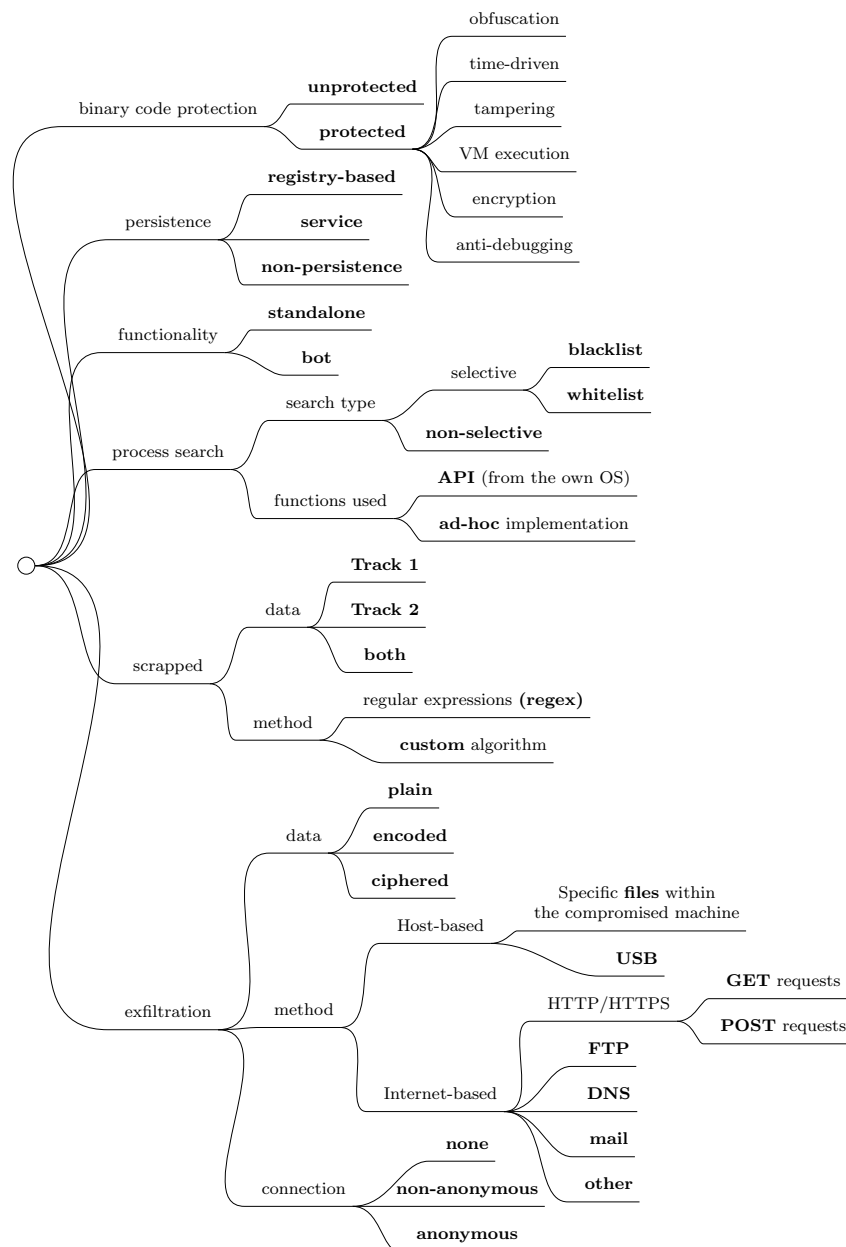 obfuscation
time-driven
unprotected
binary code protection
tampering
protected
VM execution
registry-based
encryption
persistence
service
anti-debugging
non-persistence
standalone
functionality
bot
blacklist
selective
search type
whitelist
non-selective
process search
API (from the own OS)
functions used
ad-hoc implementation
Track 1
data
Track 2
both
scrapped
regular expressions (regex)
method
custom algorithm
plain
data
encoded
ciphered
Specific files within
the compromised machine
Host-based
USB
exfiltration
method
HTTP/HTTPS
GET requests
POST requests
FTP
Internet-based
DNS
mail
none
other
connection
non-anonymous
anonymous